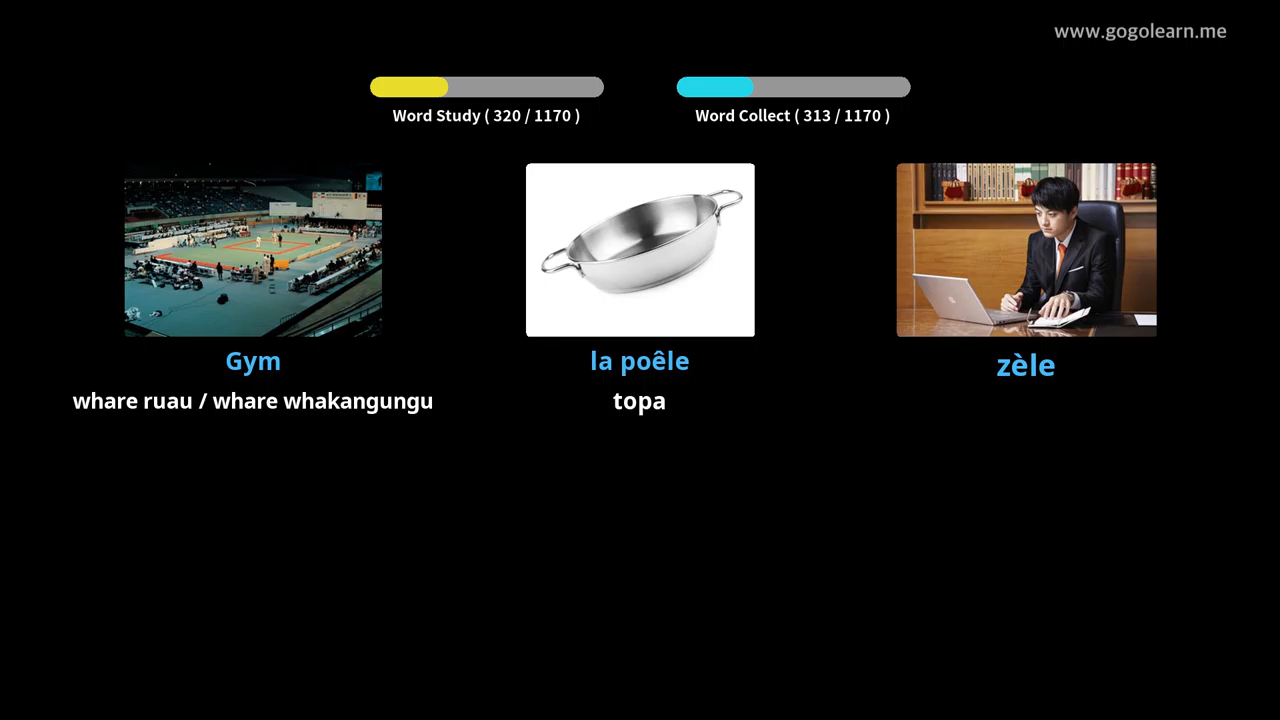 www.gogolearn.me
Word Study ( 320 / 1170 )
Word Collect ( 313 / 1170 )
Gym
whare ruau / whare whakangungu
la poêle
topa
zèle